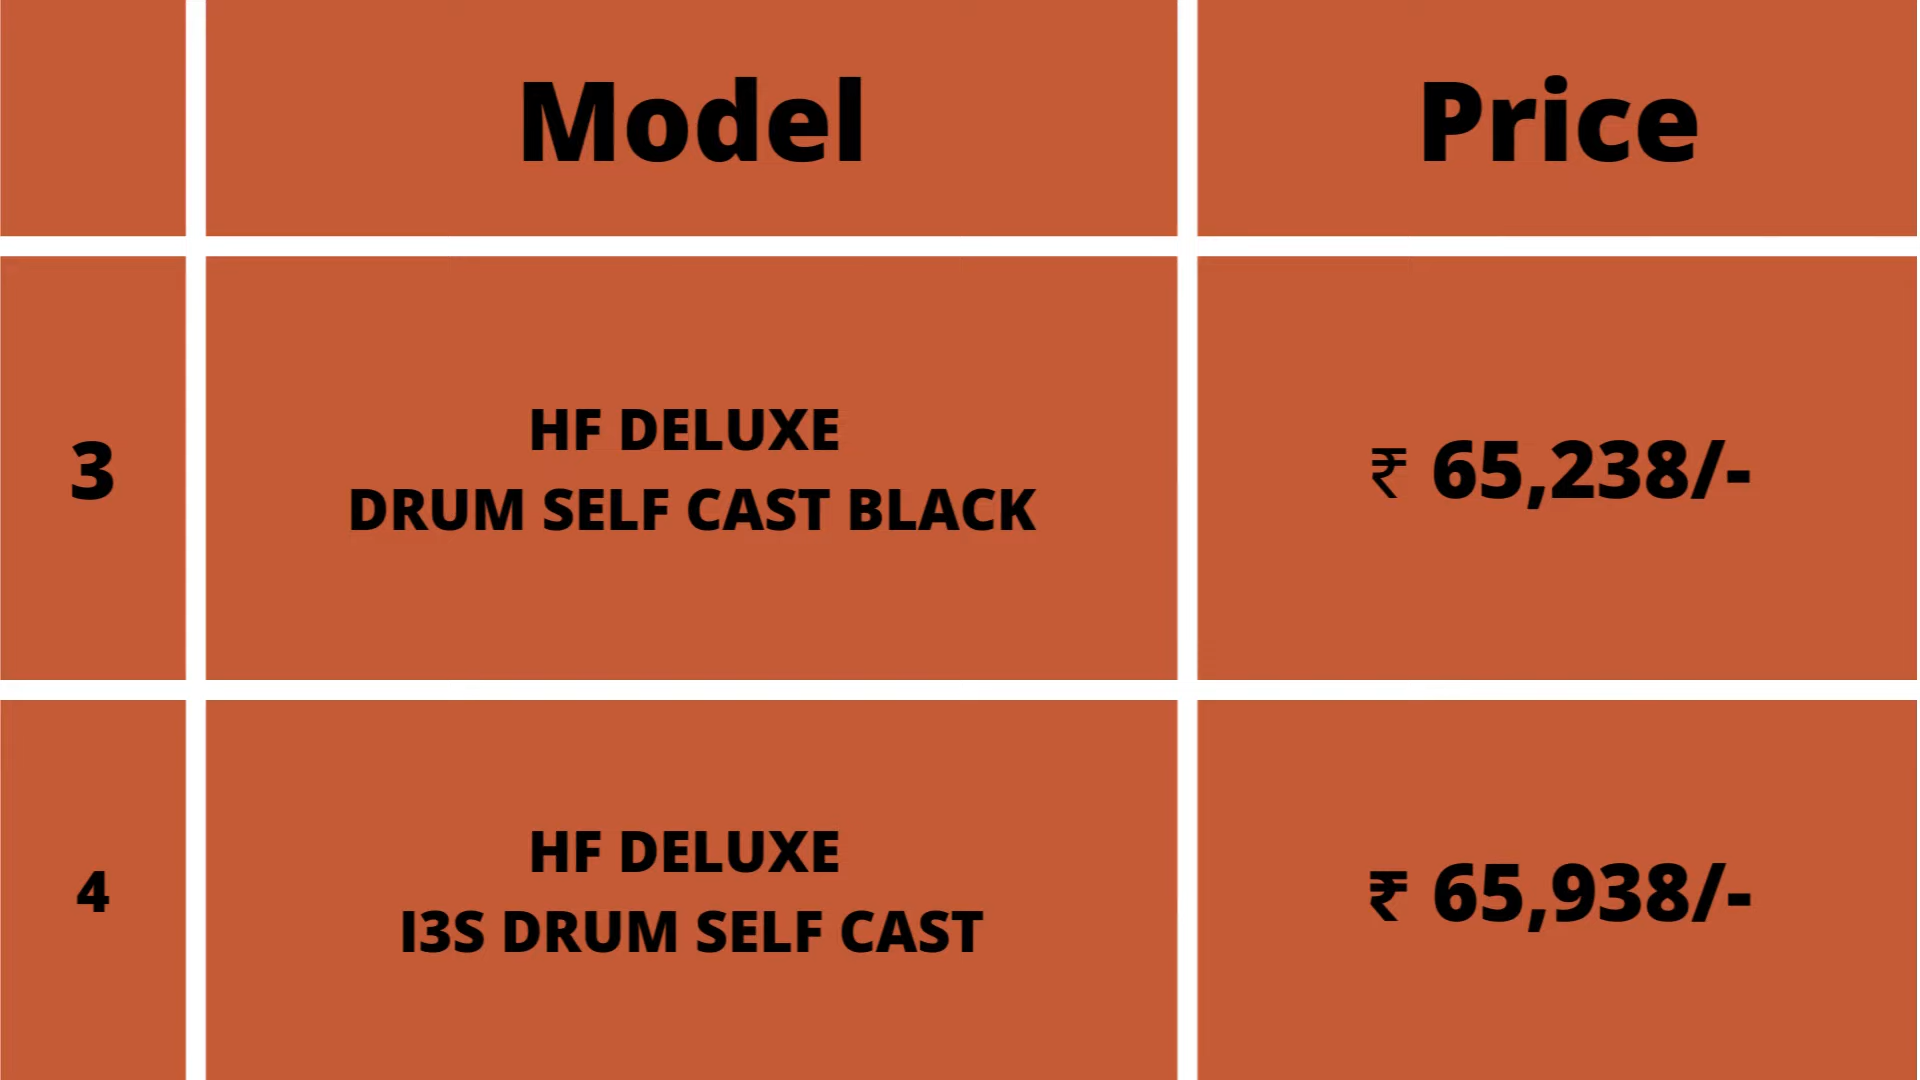 Model
Price
3
HF DELUXE
DRUM SELF CAST BLACK
₹ 65,238/-
4
HF DELUXE
I3S DRUM SELF CAST
₹ 65,938/-